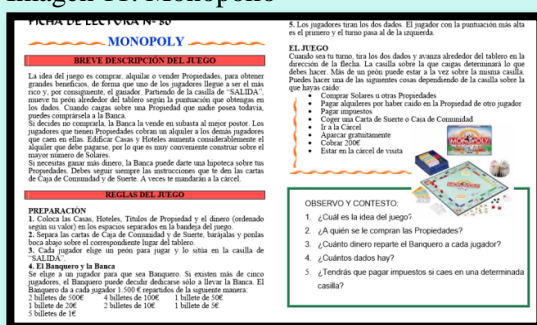 Imagen 11: Monopolio
FICHA DE LECTURA Nº 30
MONOPOLY
BREVE DESCRIPCIÓN DEL JUEGO
La idea del juego es comprar, alquilar o vender Propiedades, para obtener
grandes beneficios, de forma que uno de los jugadores llegue a ser el más
rico y, por consiguiente, el ganador. Partiendo de la casilla de "SALIDA",
mueve tu peón alrededor del tablero según la puntuación que obtengas en
los dados. Cuando caigas sobre una Propiedad que nadie posea todavía,
puedes comprársela a la Banca.
Si decides no comprarla, la Banca la vende en subasta al mejor postor. Los
jugadores que tienen Propiedades cobran un alquiler a los demás jugadores
que caen en ellas. Edificar Casas y Hoteles aumenta considerablemente el
alquiler que debe pagarse, por lo que es muy conveniente construir sobre el
mayor número de Solares.
Si necesitas ganar más dinero, la Banca puede darte una hipoteca sobre tus
Propiedades. Debes seguir siempre las instrucciones que te den las cartas
de Caja de Comunidad y de Suerte. A veces te mandarán a la cárcel.
REGLAS DEL JUEGO
PREPARACIÓN
1. Coloca las Casas, Hoteles, Títulos de Propiedad y el dinero (ordenado
según su valor) en los espacios separados en la bandeja del juego.
2. Separa las cartas de Caja de Comunidad y de Suerte, barájalas y ponlas
boca abajo sobre el correspondiente lugar del tablero.
3. Cada jugador elige un peón para jugar y lo sitúa en la casilla de
"SALIDA".
4. El Banquero y la Banca
Se elige a un jugador para que sea Banquero. Si existen más de cinco
jugadores, el Banquero puede decidir dedicarse sólo a llevar la Banca. El
Banquero da a cada jugador 1.500 € repartidos de la siguiente manera:
2 billetes de 500€ 4 billetes de 100€ 1 billete de 50€
1 billete de 20€ 2 billetes de 10€ 1 billete de 5€
5 billetes de 1€
5. Los jugadores tiran los dos dados. El jugador con la puntuación más alta
es el primero y el turno pasa al de la izquierda.
EL JUEGO
Cuando sea tu turno, tira los dos dados y avanza alrededor del tablero en la
dirección de la flecha. La casilla sobre la que caigas determinará lo que
debes hacer. Más de un peón puede estar a la vez sobre la misma casilla.
Puedes hacer una de las siguientes cosas dependiendo de la casilla sobre la
que hayas caído:
• Comprar Solares u otras Propiedades
• Pagar alquileres por haber caído en la Propiedad de otro jugador
• Pagar impuestos
• Coger una Carta de Suerte o Caja de Comunidad
• Ir a la Cárcel
• Aparcar gratuitamente
• Cobrar 200€
• Estar en la cárcel de visita
MONOPOLY
OBSERVO Y CONTESTO:
1. ¿Cuál es la idea del juego?
2. ¿A quién se le compran las Propiedades?
3. ¿Cuánto dinero reparte el Banquero a cada jugador?
4. ¿Cuántos dados hay?
5. ¿Tendrás que pagar impuestos si caes en una determinada
casilla?